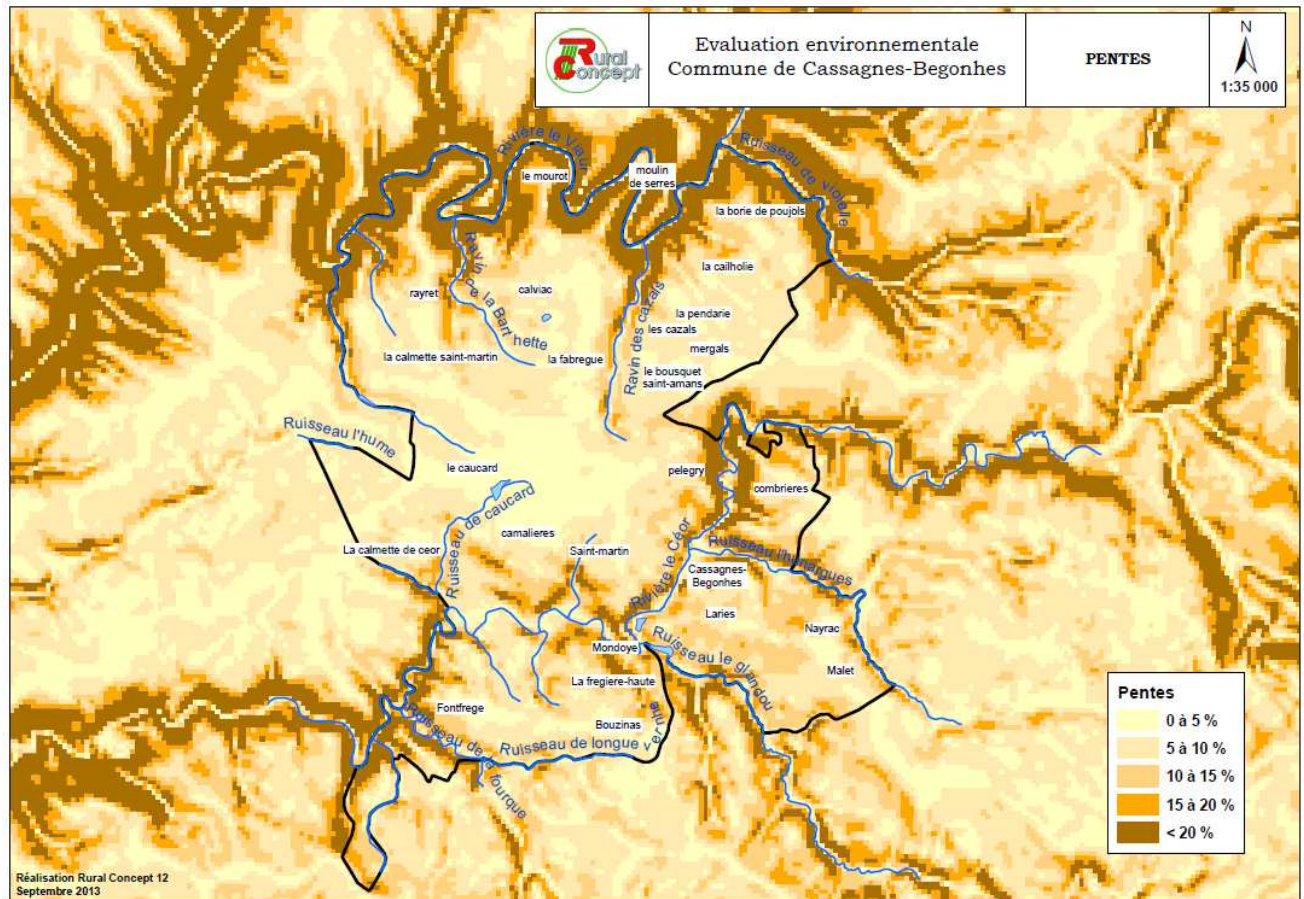 Rural
Concept
Evaluation environnementale
Commune de Cassagnes-Begonhes
PENTES
N
1:35 000
Rivière le Viaur
le mourot
moulin
de serres
Ruisseau de violelle
la borie de poujols
la cailholie
rayret
calviac
Ravin de la Bart hette
la pendarie
les cazals
mergals
Ravin des cazals
la calmette saint-martin
la fabregue
le bousquet
saint-amans
Ruisseau l'hume
le caucard
pelegry
combrieres
Ruisseau de caucard
camalieres
La calmette de ceor
Saint-martin
Rivière le Céor
Ruisseau l'hunargues
Cassagnes-
Begonhes
Laries
Nayrac
Malet
Mondoye
Ruisseau le glandou
La fregiere-haute
Fontfrege
Bouzinas
Ruisseau de longue verune
Ruisseau de la fourque
Pentes
0 à 5 %
5 à 10 %
10 à 15 %
15 à 20 %
< 20 %
Réalisation Rural Concept 12
Septembre 2013